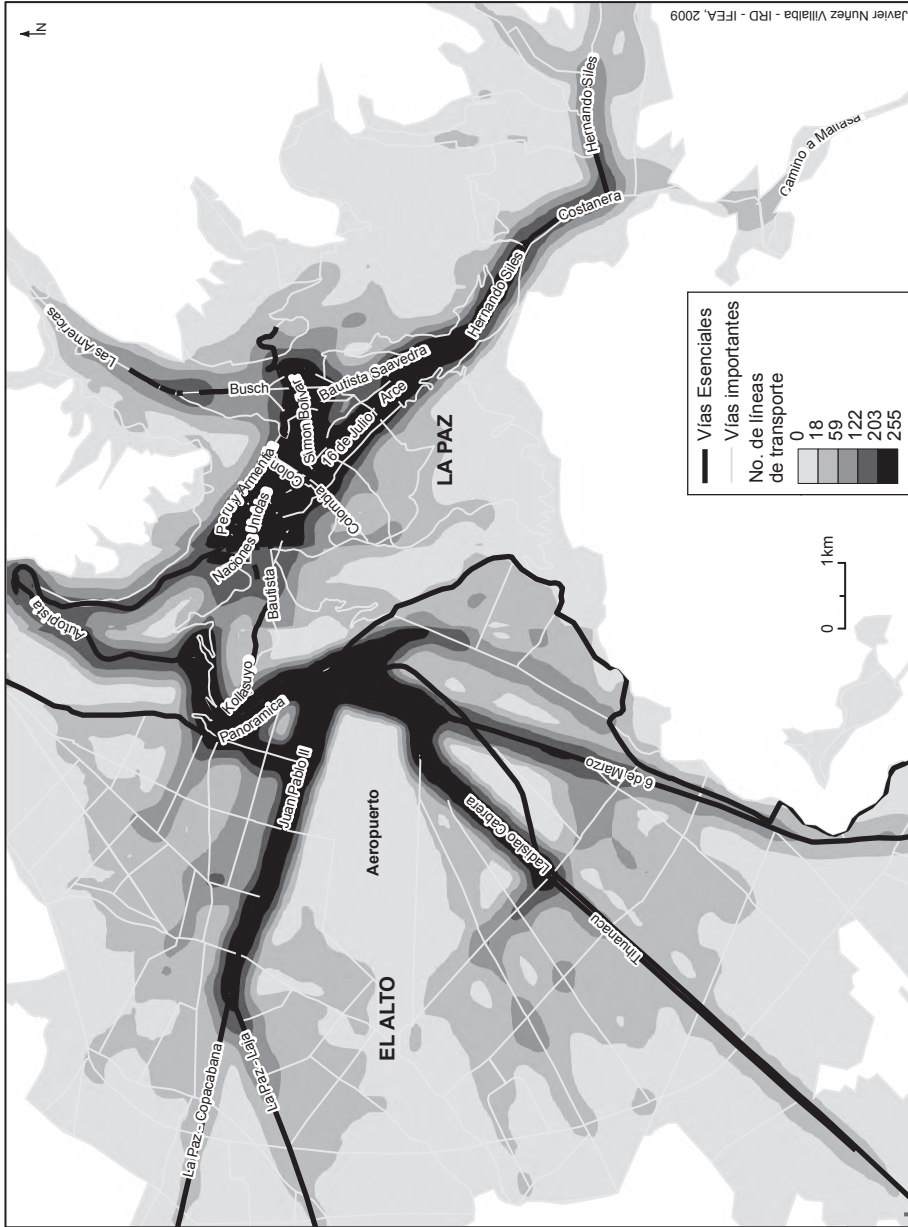 N
Javier Nuñez Villalba - IRD - IFEA, 2009
Las Americas
Autopista
Busch
Peru y Armenia
Naciones Unidas
Simon Bolivar
Colon
Bautista Saavedra
16 de Julio
Arce
Colombia
Bautista
Hernando Siles
Costanera
Hernando Siles
Camino a Mallasa
Kollasuyo
Panoramica
Juan Pablo II
LA PAZ
Aeropuerto
EL ALTO
La Paz - Copacabana
La Paz - Laja
Ladislao Cabrera
6 de Marzo
Tihuanacu
Vías Esenciales
Vías importantes
No. de líneas
de transporte
0
18
59
122
203
255
0 1km